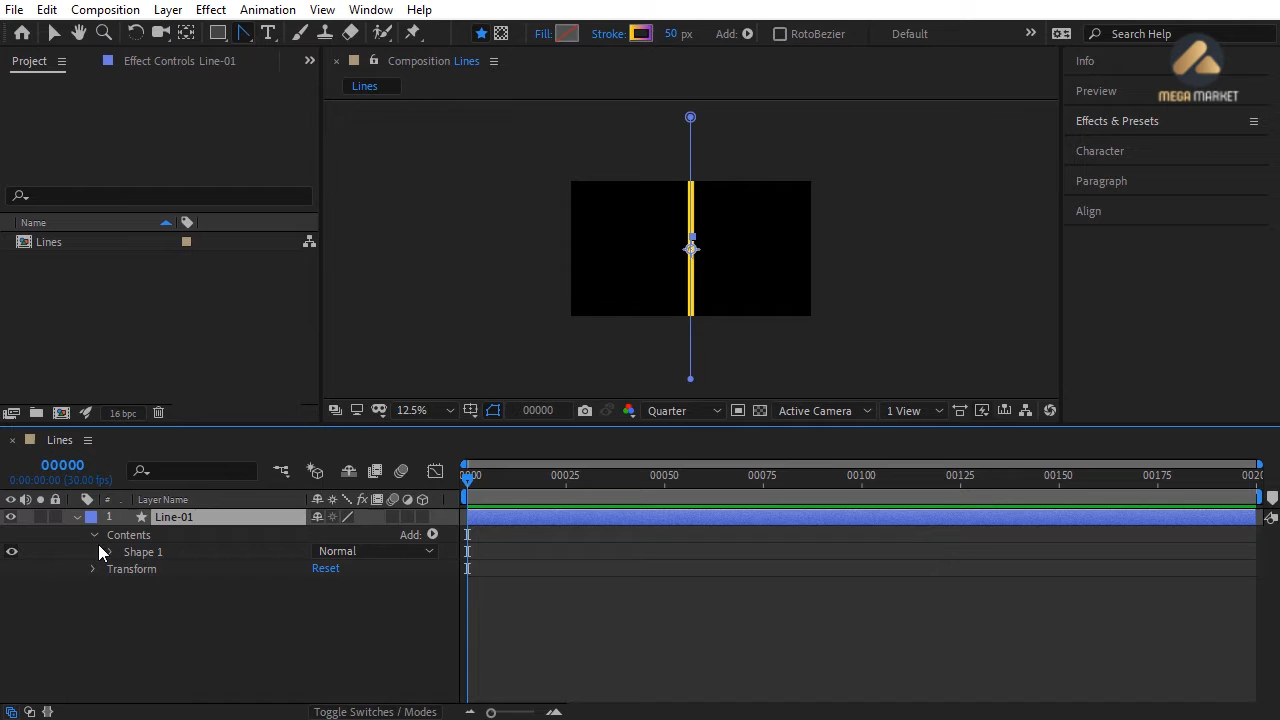 File Edit Composition Layer Effect Animation View Window Help
Fill: Stroke: 50 px Add: RotoBezier Default Search Help
MEGA MARKET
Project Effect Controls Line-01
Composition Lines
Lines
Info
Preview
Effects & Presets
Character
Paragraph
Align
Name
Lines
16 bpc
12.5% 00000 Quarter Active Camera 1 View
Lines
00000
0:00:00:00 (30.00 fps)
0000 00025 00050 00075 00100 00125 00150 00175 0020
# Layer Name
1 Line-01
Contents Add:
Shape 1 Normal
Transform Reset
Toggle Switches / Modes